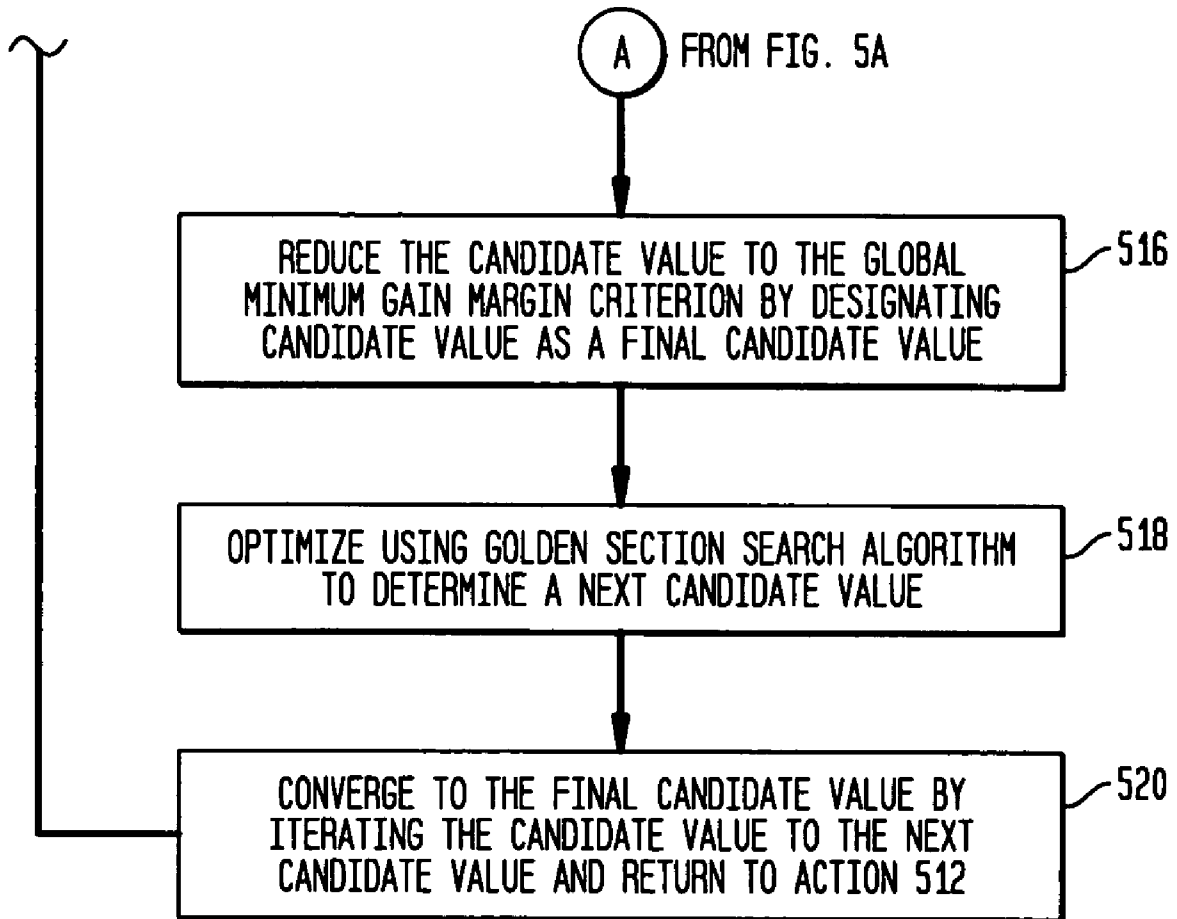 A FROM FIG. 5A
REDUCE THE CANDIDATE VALUE TO THE GLOBAL
MINIMUM GAIN MARGIN CRITERION BY DESIGNATING
CANDIDATE VALUE AS A FINAL CANDIDATE VALUE
516
OPTIMIZE USING GOLDEN SECTION SEARCH ALGORITHM
TO DETERMINE A NEXT CANDIDATE VALUE
518
CONVERGE TO THE FINAL CANDIDATE VALUE BY
ITERATING THE CANDIDATE VALUE TO THE NEXT
CANDIDATE VALUE AND RETURN TO ACTION 512
520